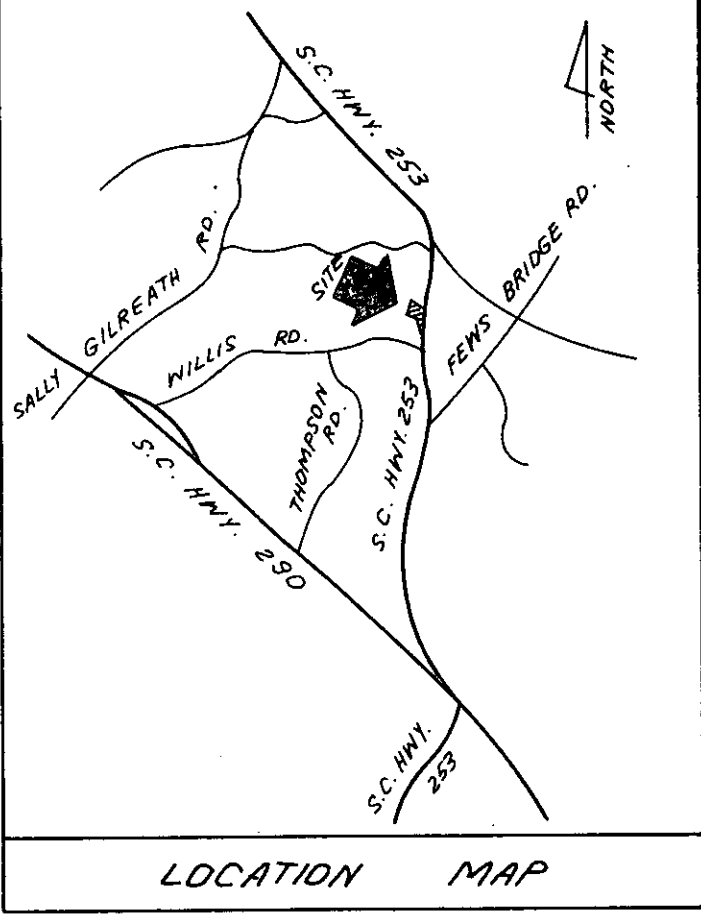 S.C. HWY. 253
NORTH
SALLY GILREATH RD.
SITE
FEWS BRIDGE RD.
WILLIS RD.
THOMPSON
RD.
S.C. HWY. 253
S.C. HWY. 290
S.C. HWY.
253
LOCATION MAP